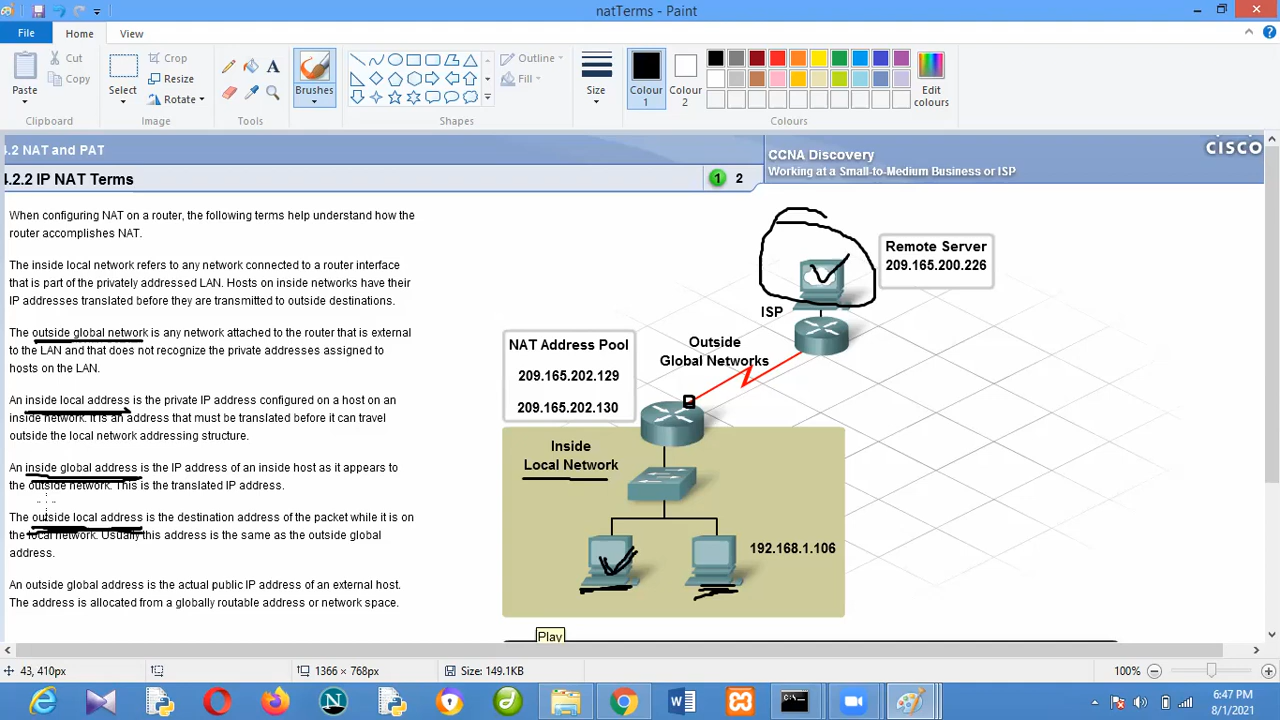 natTerms - Paint
File
Home
View
Paste
Cut
Copy
Clipboard
Select
Crop
Resize
Rotate
Image
A
Tools
Brushes
Shapes
Outline
Fill
Size
Colour
1
Colour
2
Edit
colours
Colours
4.2 NAT and PAT
CCNA Discovery
Working at a Small-to-Medium Business or ISP
CISCO
4.2.2 IP NAT Terms
1
2
When configuring NAT on a router, the following terms help understand how the
router accomplishes NAT.
The inside local network refers to any network connected to a router interface
that is part of the privately addressed LAN. Hosts on inside networks have their
IP addresses translated before they are transmitted to outside destinations.
The outside global network is any network attached to the router that is external
to the LAN and that does not recognize the private addresses assigned to
hosts on the LAN.
An inside local address is the private IP address configured on a host on an
inside network. It is an address that must be translated before it can travel
outside the local network addressing structure.
An inside global address is the IP address of an inside host as it appears to
the outside network. This is the translated IP address.
The outside local address is the destination address of the packet while it is on
the local network. Usually this address is the same as the outside global
address.
An outside global address is the actual public IP address of an external host.
The address is allocated from a globally routable address or network space.
Remote Server
209.165.200.226
ISP
Outside
Global Networks
NAT Address Pool
209.165.202.129
209.165.202.130
Inside
Local Network
192.168.1.106
Play
43, 410px
1366 × 768px
Size: 149.1KB
100%
6:47 PM
8/1/2021